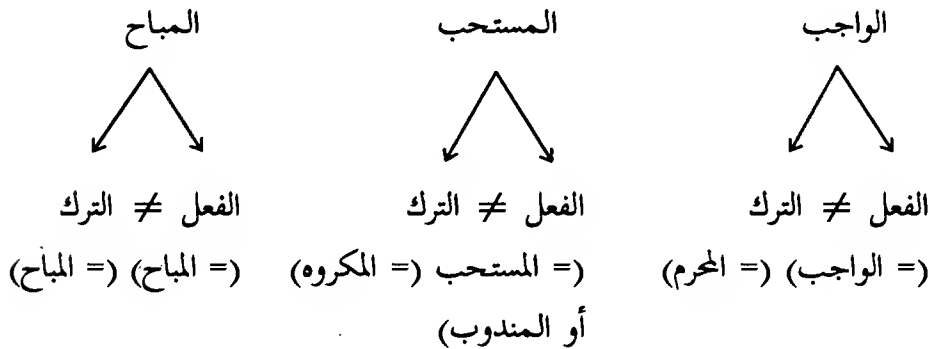 الواجب المستحب المباح
الفعل ≠ الترك الفعل ≠ الترك الفعل ≠ الترك
(= الواجب) (= المحرم) (= المستحب (= المكروه) (= المباح) (= المباح)
أو المندوب)